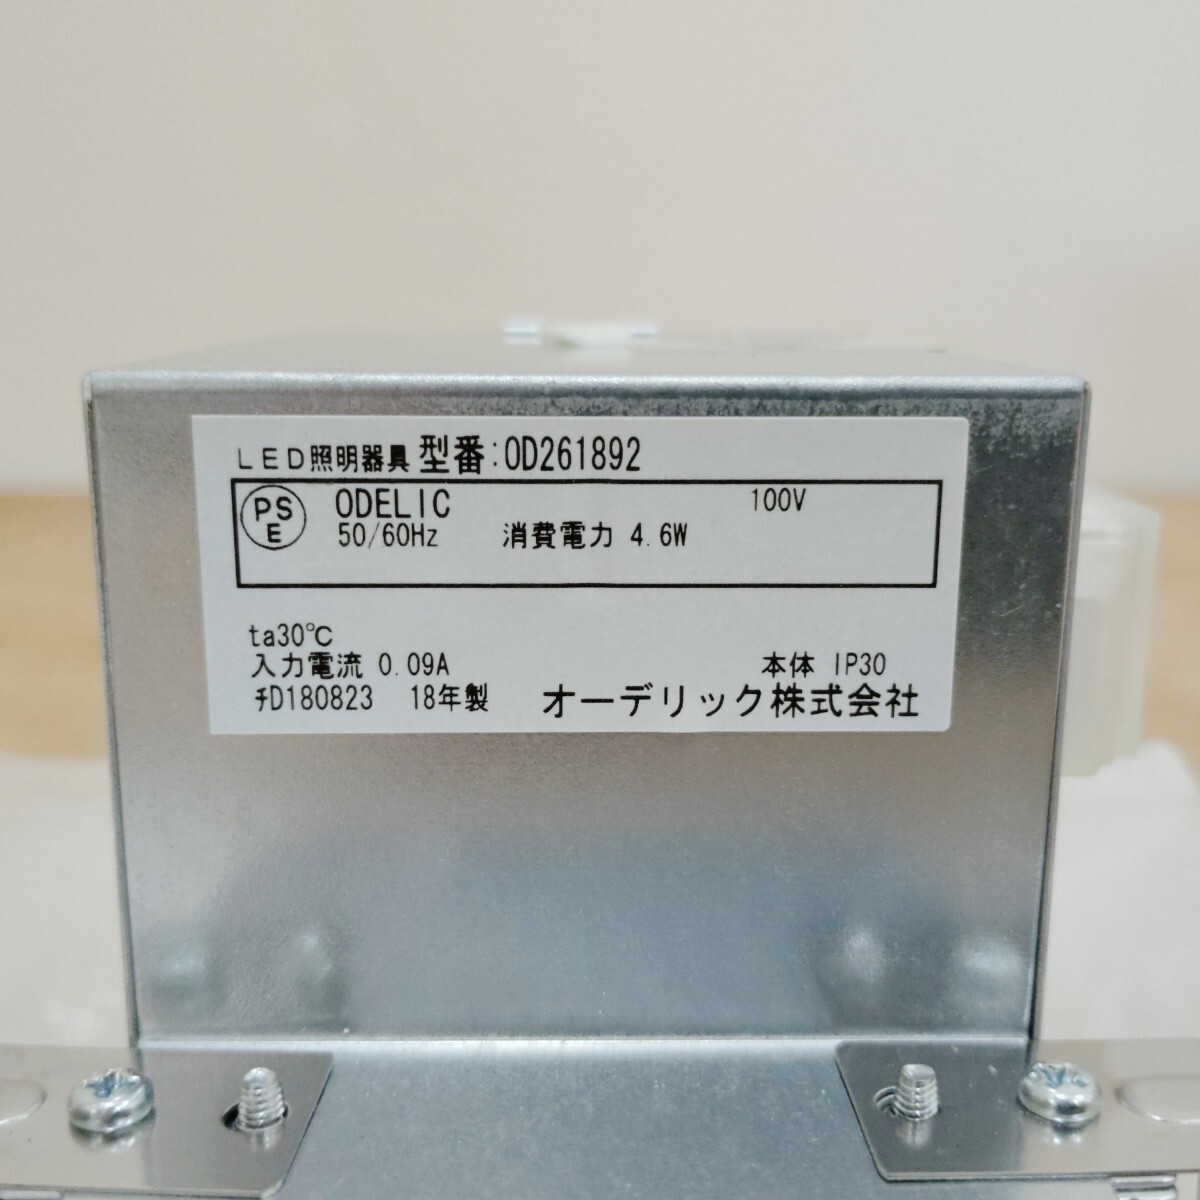 LED照明器具 型番:OD261892
PSE ODELIC 100V
50/60Hz 消費電力 4.6W
ta30℃
入力電流 0.09A 本体 IP30
ﾁD180823 18年製 オーデリック株式会社